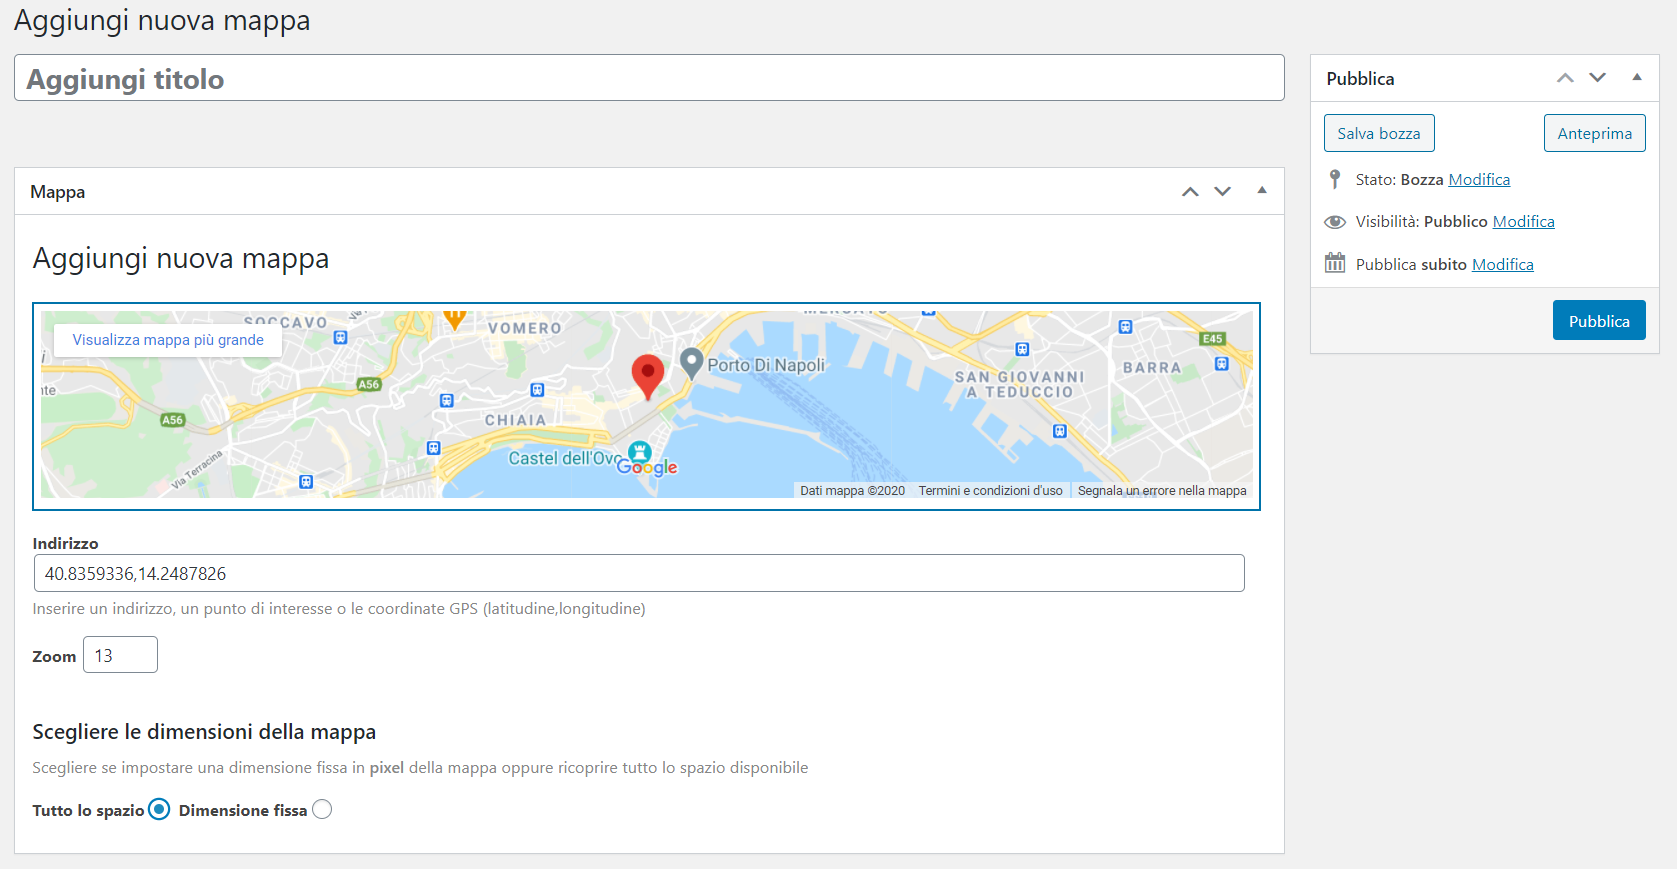 Aggiungi nuova mappa
Aggiungi titolo
Mappa
Aggiungi nuova mappa
Visualizza mappa più grande
SOCCAVO
VOMERO
A56
A56
CHIAIA
Via Terracina
Castel dell'Ovo
Google
Porto Di Napoli
SAN GIOVANNI
A TEDUCCIO
BARRA
E45
Dati mappa ©2020
Termini e condizioni d'uso
Segnala un errore nella mappa
Indirizzo
40.8359336,14.2487826
Inserire un indirizzo, un punto di interesse o le coordinate GPS (latitudine,longitudine)
Zoom 13
Scegliere le dimensioni della mappa
Scegliere se impostare una dimensione fissa in pixel della mappa oppure ricoprire tutto lo spazio disponibile
Tutto lo spazio Dimensione fissa
Pubblica
Salva bozza Anteprima
Stato: Bozza Modifica
Visibilità: Pubblico Modifica
Pubblica subito Modifica
Pubblica